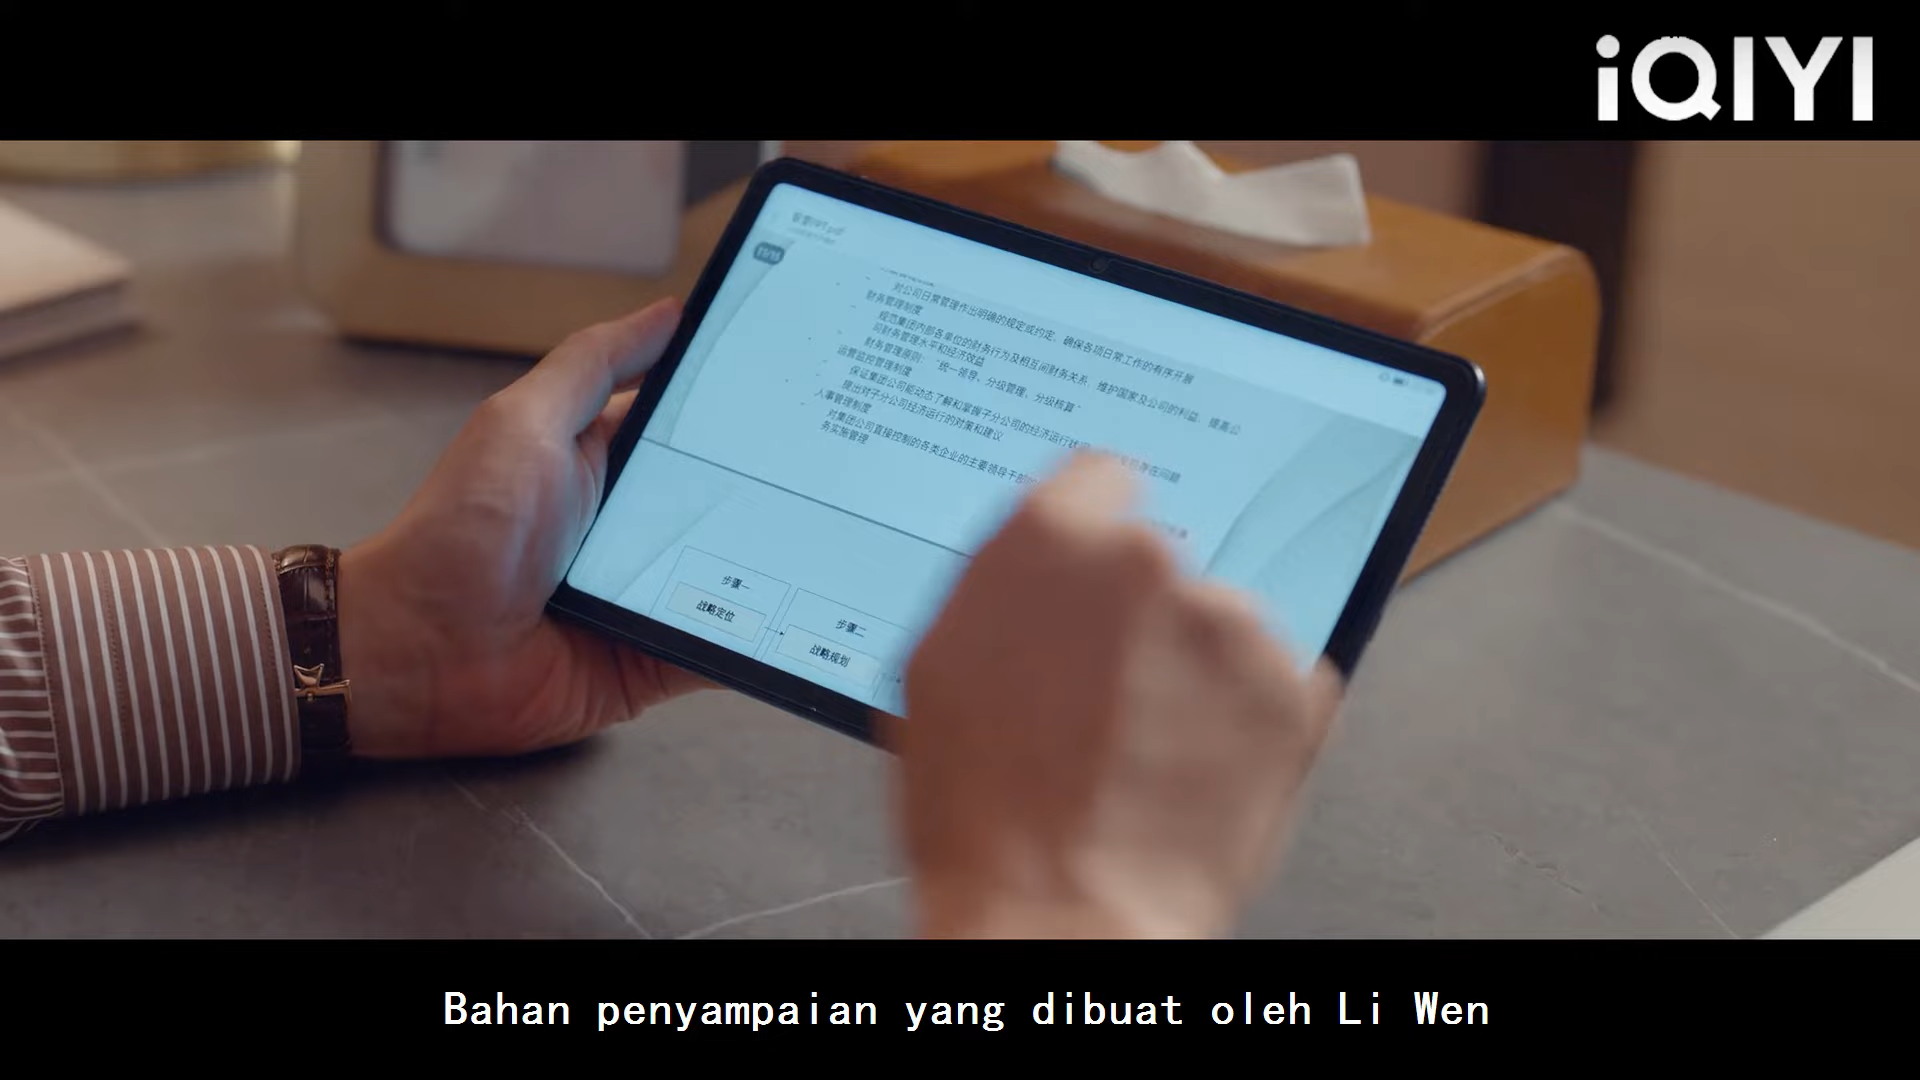 iQIYI
对公司日常管理作出明确的规定或约定，确保各项日常工作的有序开展
财务管理制度
规范集团内部各单位的财务行为及相互间财务关系，维护国家及公司的利益，提高公
司财务管理水平和经济效益
财务管理原则：“统一领导、分级管理、分级核算”
运营监控管理制度
保证集团公司能动态了解和掌握子分公司的经济运行状
存在问题
提出对子分公司经济运行的对策和建议
人事管理制度
对集团公司直接控制的各类企业的主要领导干部
务实施管理
步骤一
战略定位
步骤二
战略规划
Bahan penyampaian yang dibuat oleh Li Wen